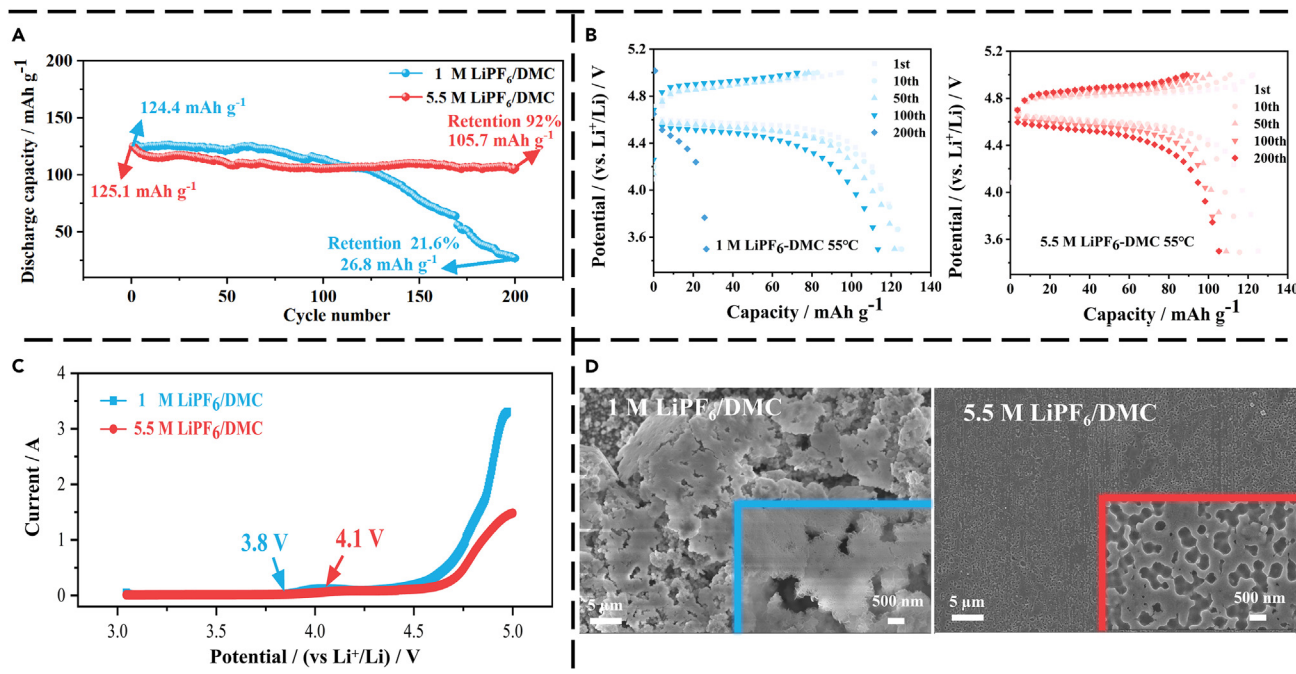 A
Discharge capacity / mAh g-1
200
150
100
50
1 M LiPF6/DMC
5.5 M LiPF6/DMC
124.4 mAh g-1
125.1 mAh g-1
Retention 92%
105.7 mAh g-1
Retention 21.6%
26.8 mAh g-1
0 50 100 150 200
Cycle number
B
Potential / (vs. Li+/Li) / V
5.2
4.8
4.4
4.0
3.6
1st
10th
50th
100th
200th
1 M LiPF6-DMC 55°C
0 20 40 60 80 100 120 140
Capacity / mAh g-1
Potential / (vs. Li+/Li) / V
5.2
4.8
4.4
4.0
3.6
1st
10th
50th
100th
200th
5.5 M LiPF6-DMC 55°C
0 20 40 60 80 100 120 140
Capacity / mAh g-1
C
Current / A
4
3
2
1
0
1 M LiPF6/DMC
5.5 M LiPF6/DMC
3.8 V
4.1 V
3.0 3.5 4.0 4.5 5.0
Potential / (vs Li+/Li) / V
D
1 M LiPF6/DMC
5 µm
500 nm
5.5 M LiPF6/DMC
5 µm
500 nm